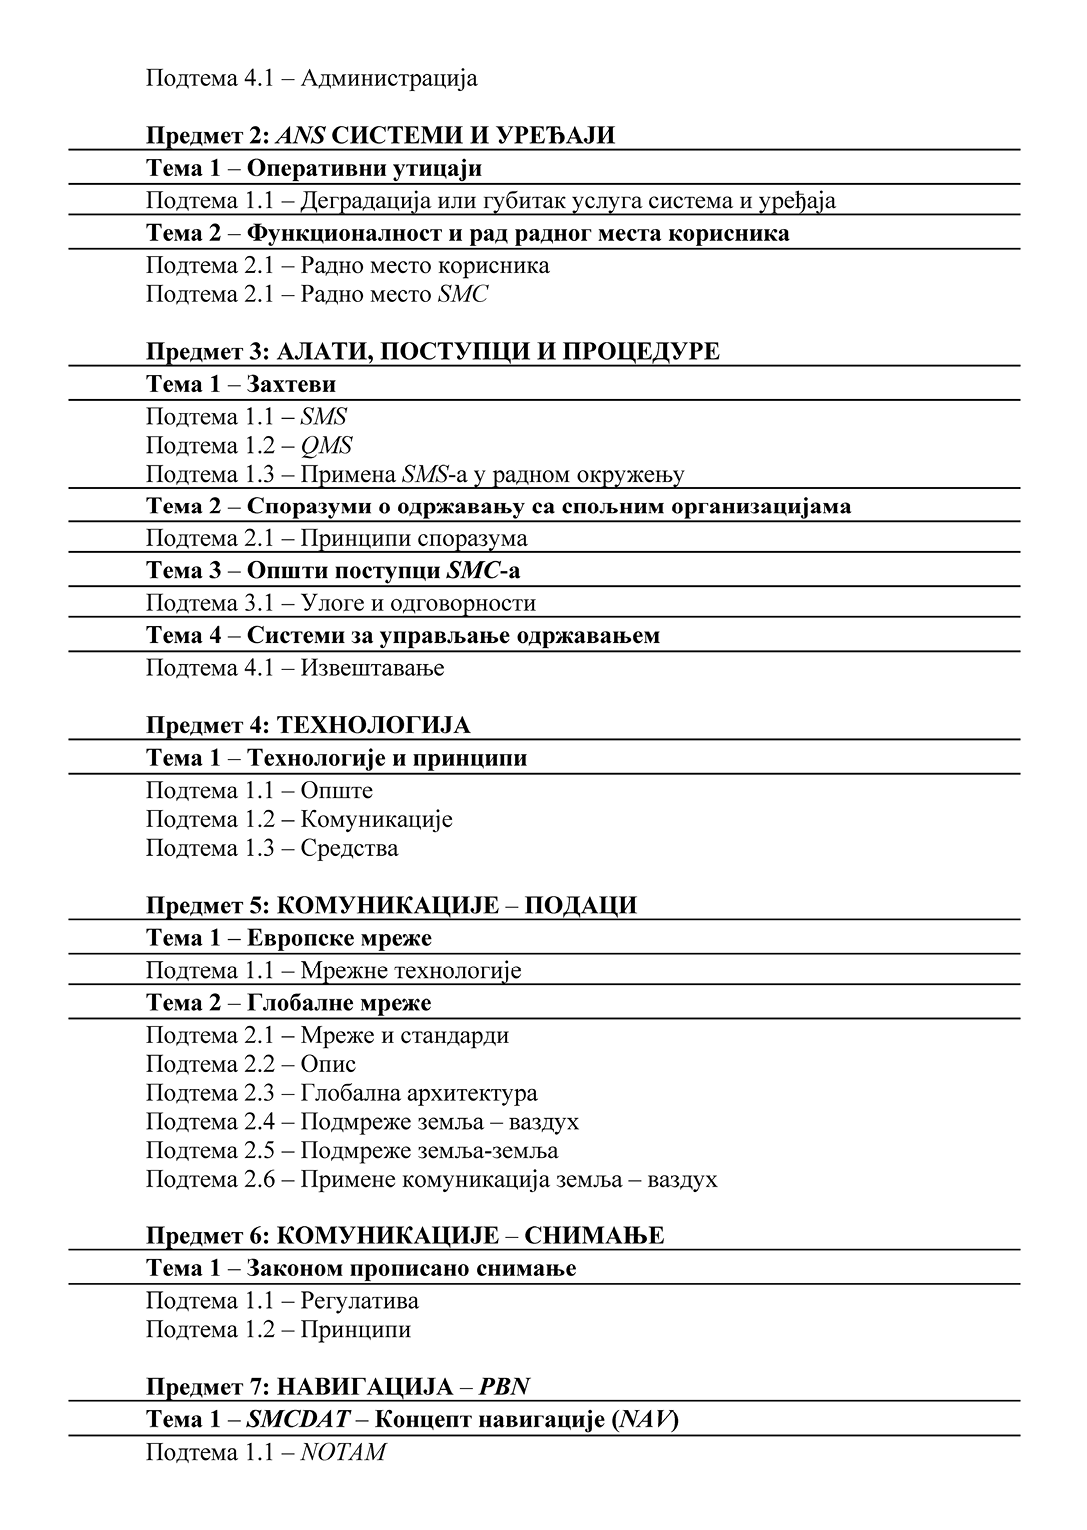 Подтема 4.1 – Администрација
Предмет 2: ANS СИСТЕМИ И УРЕЂАЈИ
Тема 1 – Оперативни утицаји
Подтема 1.1 – Деградација или губитак услуга система и уређаја
Тема 2 – Функционалност и рад радног места корисника
Подтема 2.1 – Радно место корисника
Подтема 2.1 – Радно место SMC
Предмет 3: АЛАТИ, ПОСТУПЦИ И ПРОЦЕДУРЕ
Тема 1 – Захтеви
Подтема 1.1 – SMS
Подтема 1.2 – QMS
Подтема 1.3 – Примена SMS-а у радном окружењу
Тема 2 – Споразуми о одржавању са спољним организацијама
Подтема 2.1 – Принципи споразума
Тема 3 – Општи поступци SMC-а
Подтема 3.1 – Улоге и одговорности
Тема 4 – Системи за управљање одржавањем
Подтема 4.1 – Извештавање
Предмет 4: ТЕХНОЛОГИЈА
Тема 1 – Технологије и принципи
Подтема 1.1 – Опште
Подтема 1.2 – Комуникације
Подтема 1.3 – Средства
Предмет 5: КОМУНИКАЦИЈЕ – ПОДАЦИ
Тема 1 – Европске мреже
Подтема 1.1 – Мрежне технологије
Тема 2 – Глобалне мреже
Подтема 2.1 – Мреже и стандарди
Подтема 2.2 – Опис
Подтема 2.3 – Глобална архитектура
Подтема 2.4 – Подмреже земља – ваздух
Подтема 2.5 – Подмреже земља-земља
Подтема 2.6 – Примене комуникација земља – ваздух
Предмет 6: КОМУНИКАЦИЈЕ – СНИМАЊЕ
Тема 1 – Законом прописано снимање
Подтема 1.1 – Регулатива
Подтема 1.2 – Принципи
Предмет 7: НАВИГАЦИЈА – PBN
Тема 1 – SMCDAT – Концепт навигације (NAV)
Подтема 1.1 – NOTAM